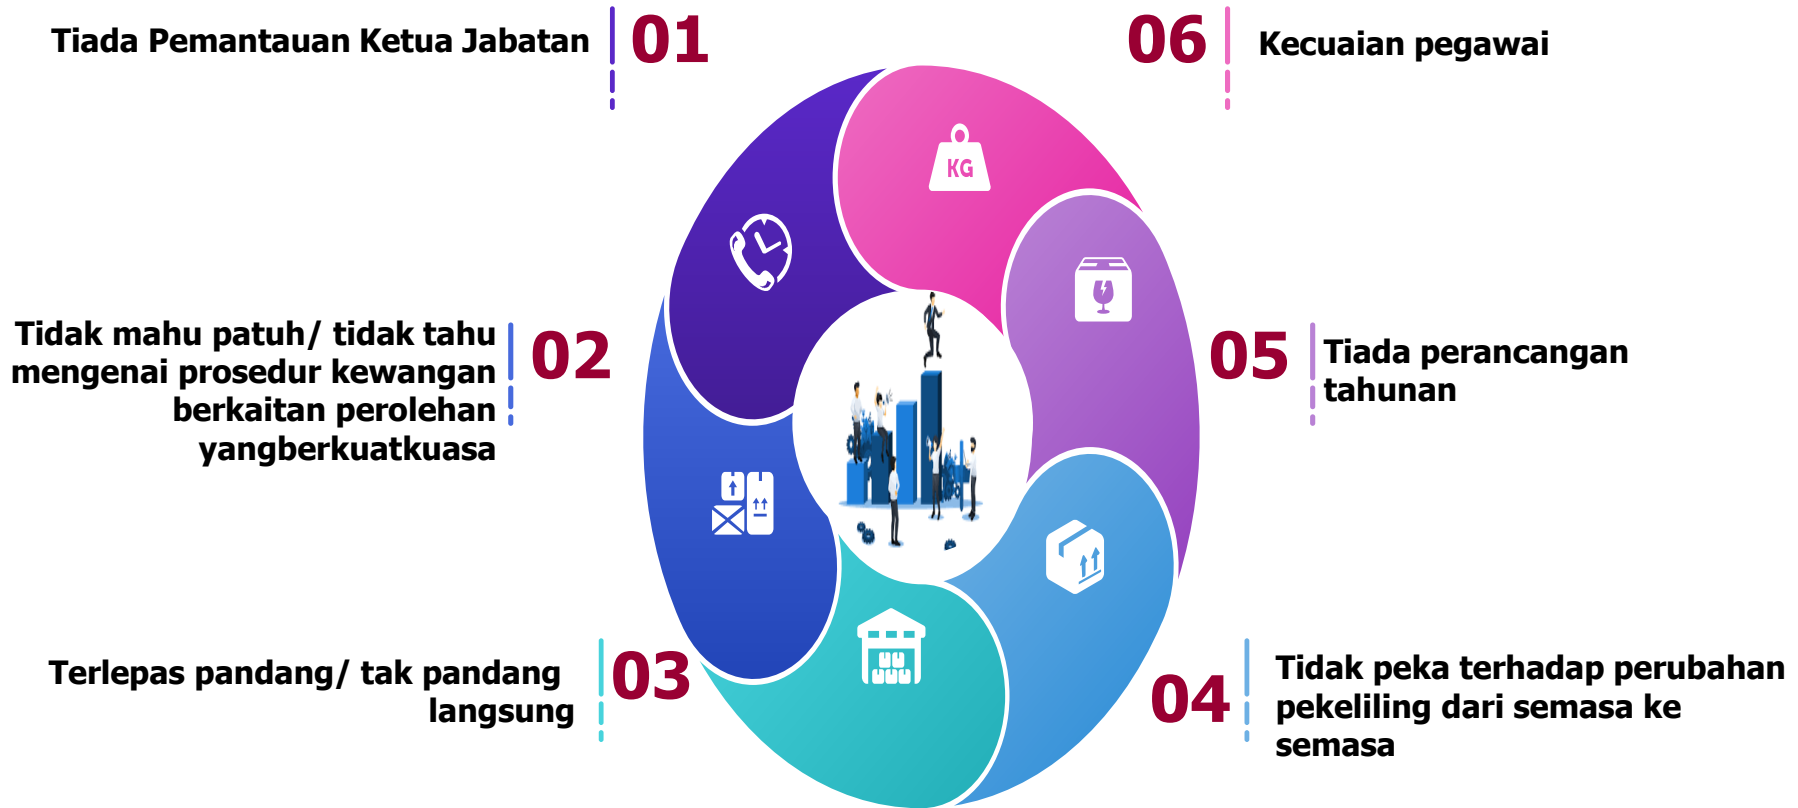 Tiada Pemantauan Ketua Jabatan
01
Tidak mahu patuh/ tidak tahu
mengenai prosedur kewangan
berkaitan perolehan
yangberkuatkuasa
02
Terlepas pandang/ tak pandang
langsung
03
04
Tidak peka terhadap perubahan
pekeliling dari semasa ke
semasa
05
Tiada perancangan
tahunan
06
Kecuaian pegawai
KG